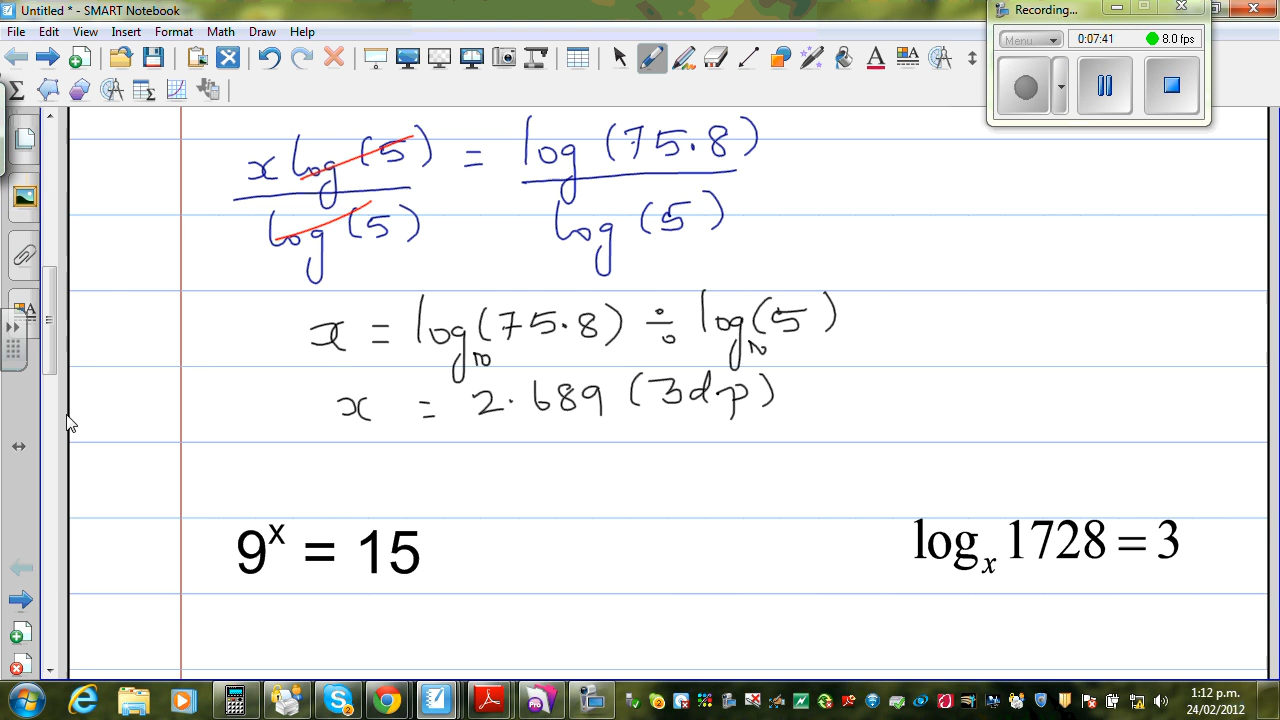 Untitled * - SMART Notebook
Recording...
File Edit View Insert Format Math Draw Help
Menu 0:07:41 8.0 fps
x log (5) = log (75.8)
log (5) log (5)
x = log₁₀(75.8) ÷ log₁₀(5)
x = 2.689 (3dp)
9ˣ = 15
logₓ 1728 = 3
1:12 p.m.
24/02/2012